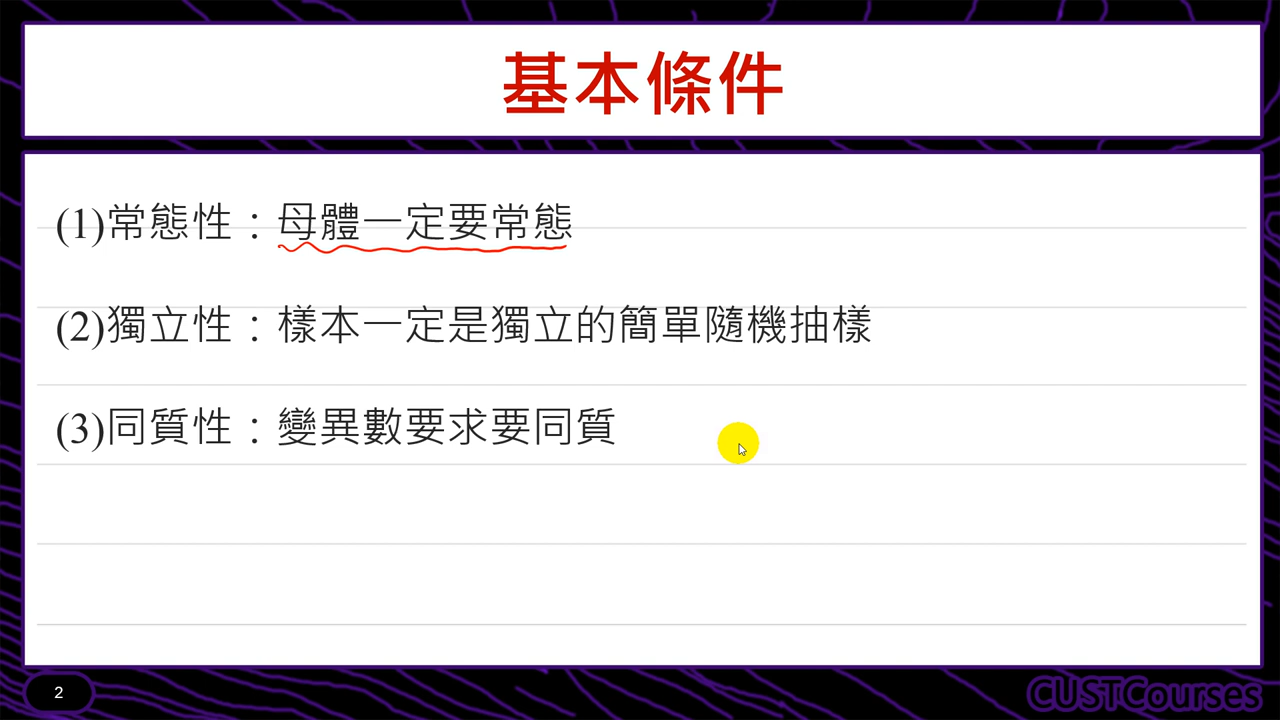 基本條件
(1)常態性：母體一定要常態
(2)獨立性：樣本一定是獨立的簡單隨機抽樣
(3)同質性：變異數要求要同質
2
CUSTCourses